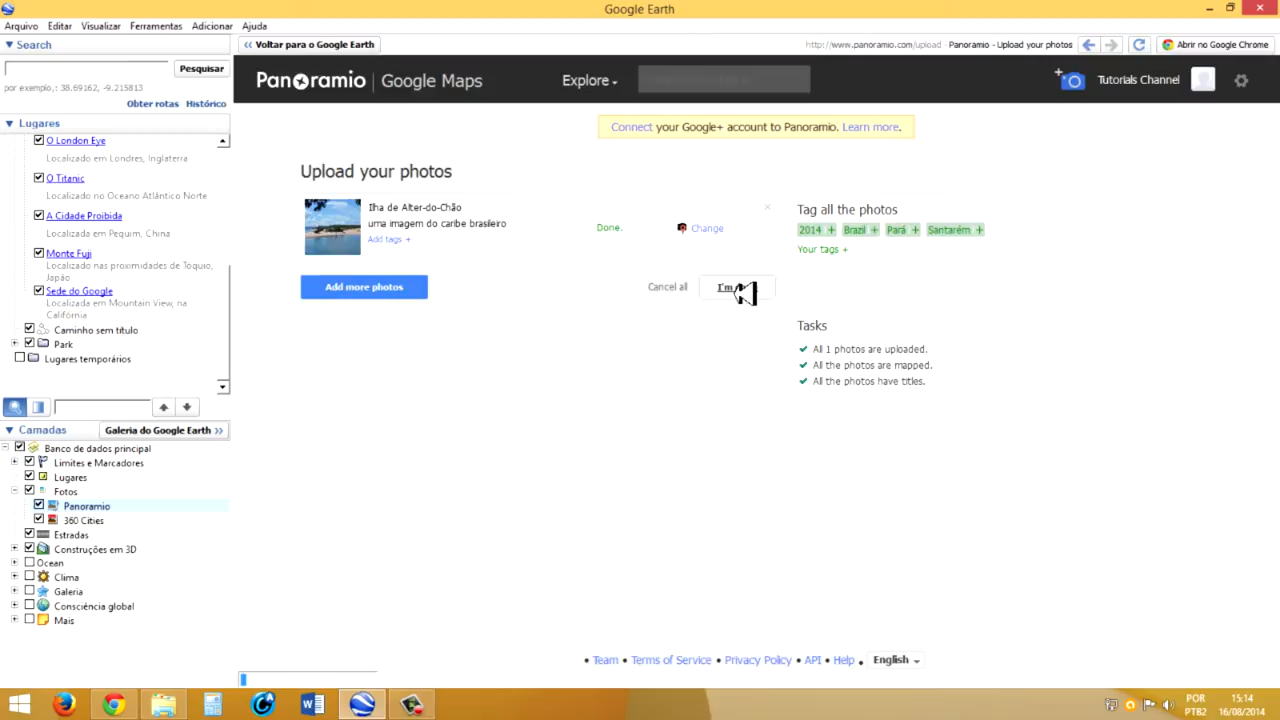 Google Earth
Arquivo Editar Visualizar Ferramentas Adicionar Ajuda
Search
Pesquisar
por exemplo,: 38.69162, -9.215813
Obter rotas Histórico
Lugares
O London Eye
Localizado em Londres, Inglaterra
O Titanic
Localizado no Oceano Atlântico Norte
A Cidade Proibida
Localizada em Pequim, China
Monte Fuji
Localizado nas proximidades de Tóquio,
Japão
Sede do Google
Localizada em Mountain View, na
Califórnia
Caminho sem título
Park
Lugares temporários
Camadas Galeria do Google Earth >>
Banco de dados principal
Limites e Marcadores
Lugares
Fotos
Panoramio
360 Cities
Estradas
Construções em 3D
Ocean
Clima
Galeria
Consciência global
Mais
<< Voltar para o Google Earth
http://www.panoramio.com/upload Panoramio - Upload your photos
Abrir no Google Chrome
Panoramio | Google Maps Explore Tutorials Channel
Connect your Google+ account to Panoramio. Learn more.
Upload your photos
Ilha de Alter-do-Chão
uma imagem do caribe brasileiro
Add tags +
Done. Change
Add more photos
Cancel all I'm
Tag all the photos
2014 + Brazil + Pará + Santarém +
Your tags +
Tasks
All 1 photos are uploaded.
All the photos are mapped.
All the photos have titles.
• Team • Terms of Service • Privacy Policy • API • Help • English
POR
PTB2
15:14
16/08/2014